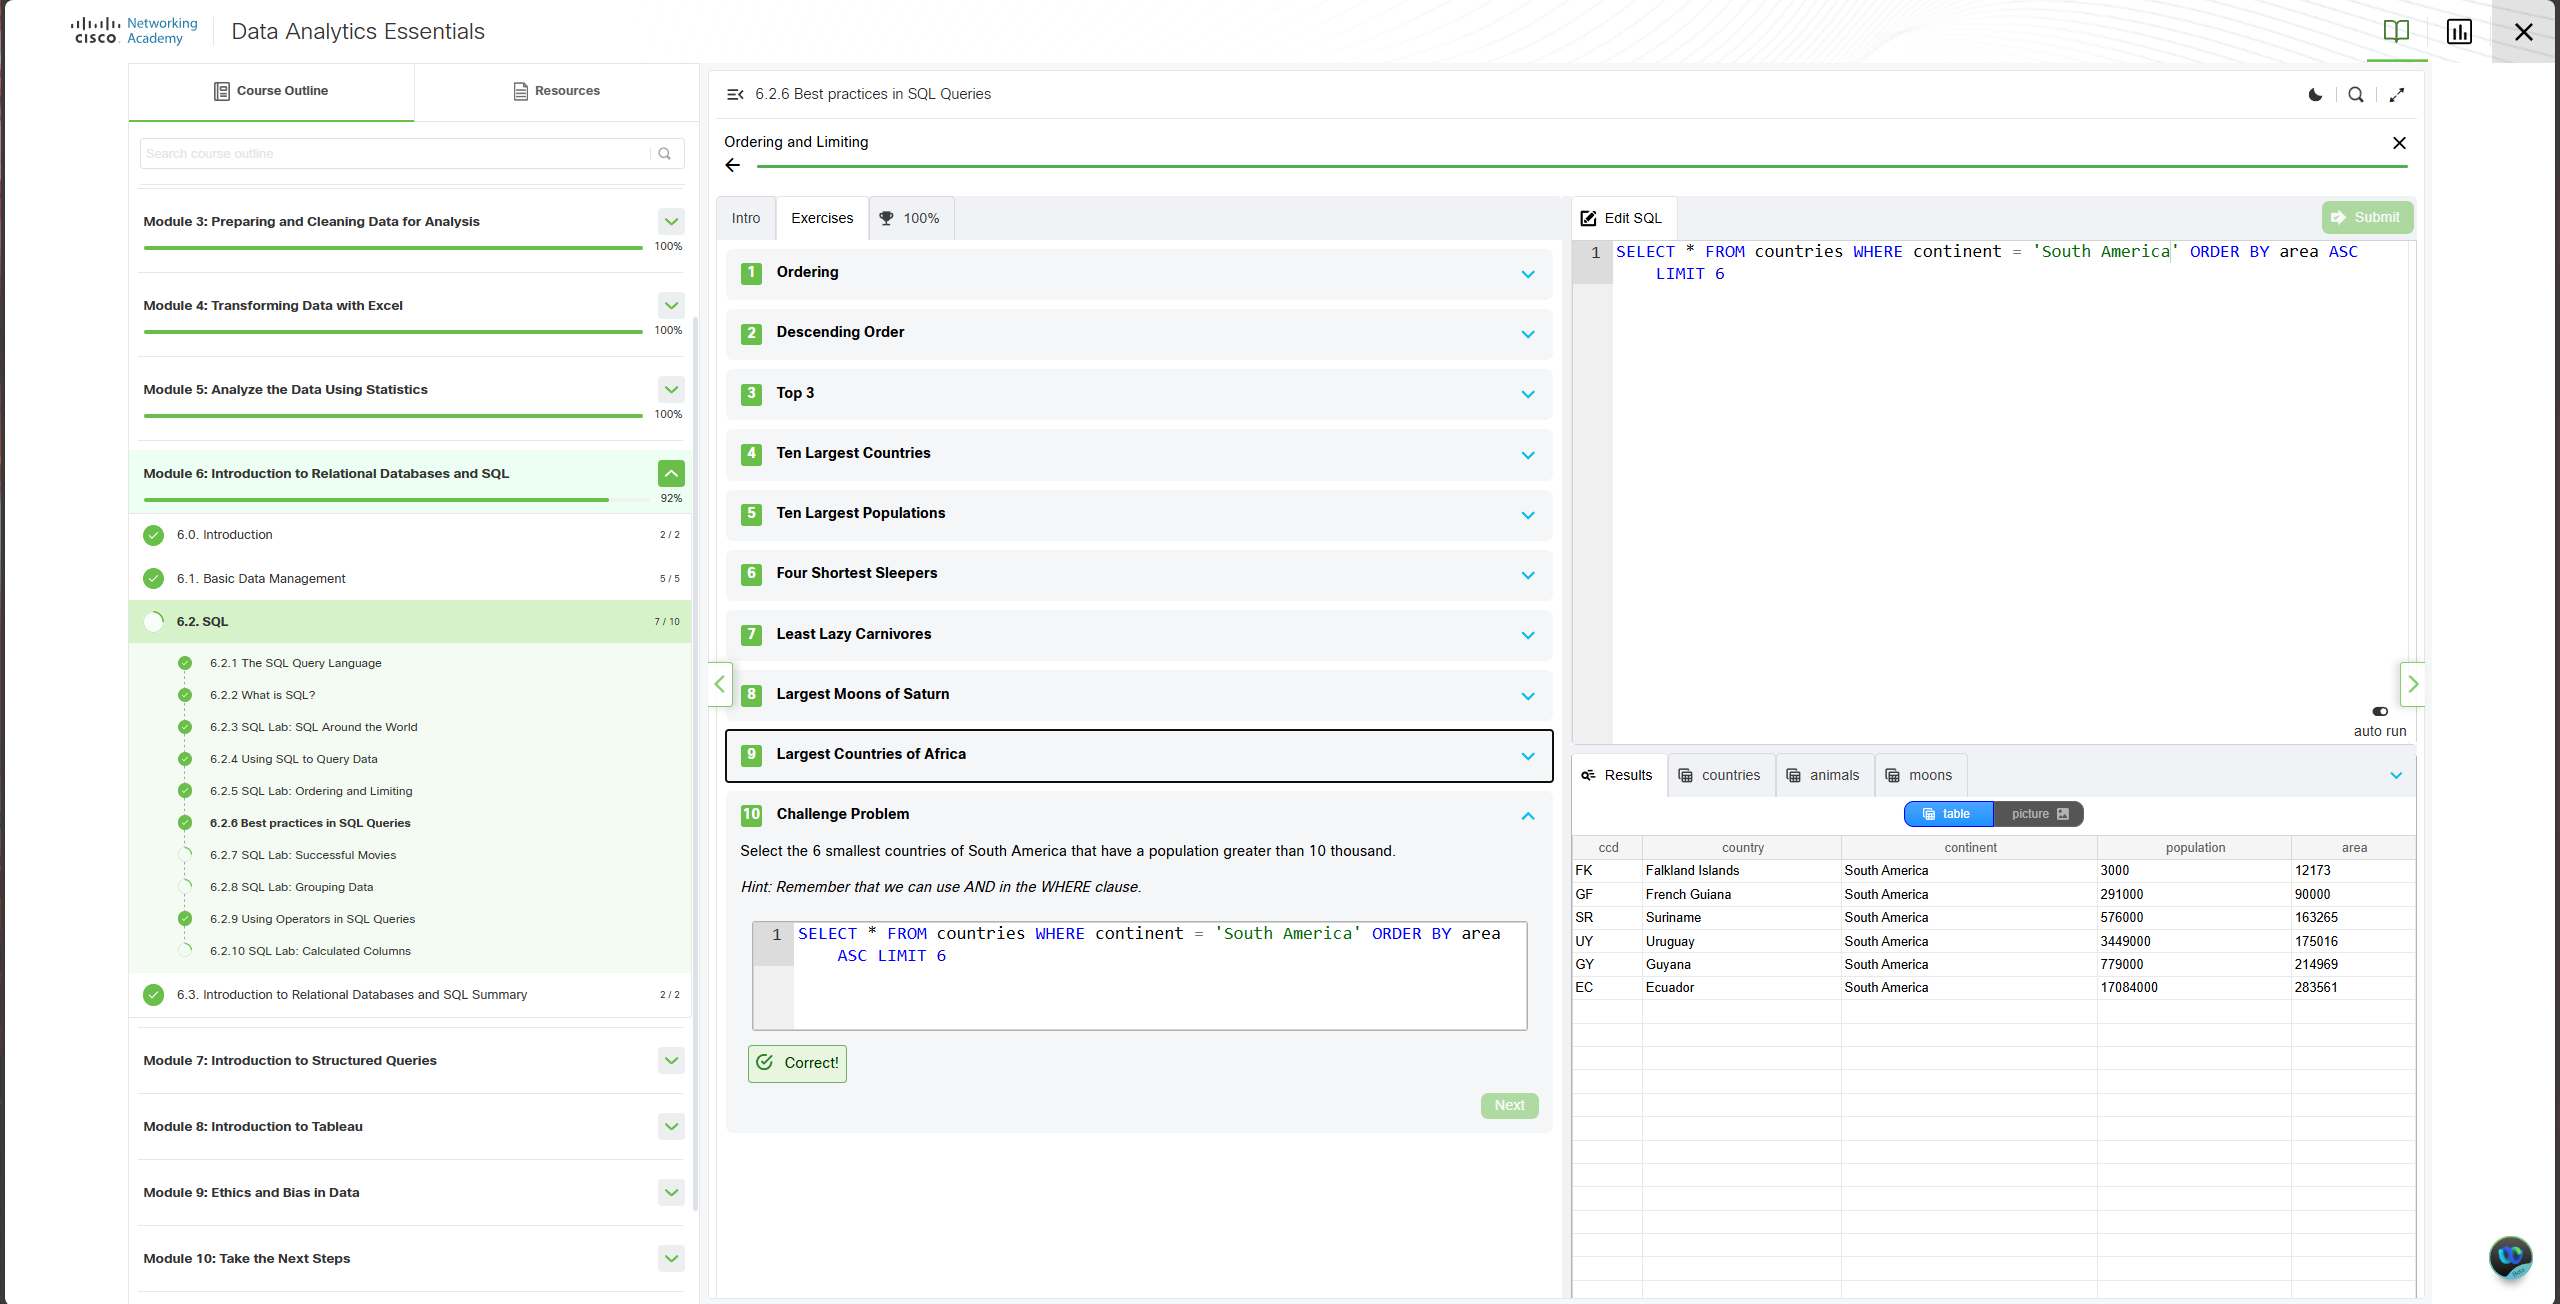 Networking
CISCO Academy
Data Analytics Essentials
Course Outline
Resources
Search course outline
Module 3: Preparing and Cleaning Data for Analysis
100%
Module 4: Transforming Data with Excel
100%
Module 5: Analyze the Data Using Statistics
100%
Module 6: Introduction to Relational Databases and SQL
92%
6.0. Introduction 2 / 2
6.1. Basic Data Management 5 / 5
6.2. SQL 7 / 10
6.2.1 The SQL Query Language
6.2.2 What is SQL?
6.2.3 SQL Lab: SQL Around the World
6.2.4 Using SQL to Query Data
6.2.5 SQL Lab: Ordering and Limiting
6.2.6 Best practices in SQL Queries
6.2.7 SQL Lab: Successful Movies
6.2.8 SQL Lab: Grouping Data
6.2.9 Using Operators in SQL Queries
6.2.10 SQL Lab: Calculated Columns
6.3. Introduction to Relational Databases and SQL Summary 2 / 2
Module 7: Introduction to Structured Queries
Module 8: Introduction to Tableau
Module 9: Ethics and Bias in Data
Module 10: Take the Next Steps
6.2.6 Best practices in SQL Queries
Ordering and Limiting
Intro Exercises 100%
1 Ordering
2 Descending Order
3 Top 3
4 Ten Largest Countries
5 Ten Largest Populations
6 Four Shortest Sleepers
7 Least Lazy Carnivores
8 Largest Moons of Saturn
9 Largest Countries of Africa
10 Challenge Problem
Select the 6 smallest countries of South America that have a population greater than 10 thousand.
Hint: Remember that we can use AND in the WHERE clause.
1 SELECT * FROM countries WHERE continent = 'South America' ORDER BY area
ASC LIMIT 6
Correct!
Next
Edit SQL
Submit
1 SELECT * FROM countries WHERE continent = 'South America' ORDER BY area ASC
LIMIT 6
auto run
Results countries animals moons
table picture
ccd country continent population area
FK Falkland Islands South America 3000 12173
GF French Guiana South America 291000 90000
SR Suriname South America 576000 163265
UY Uruguay South America 3449000 175016
GY Guyana South America 779000 214969
EC Ecuador South America 17084000 283561